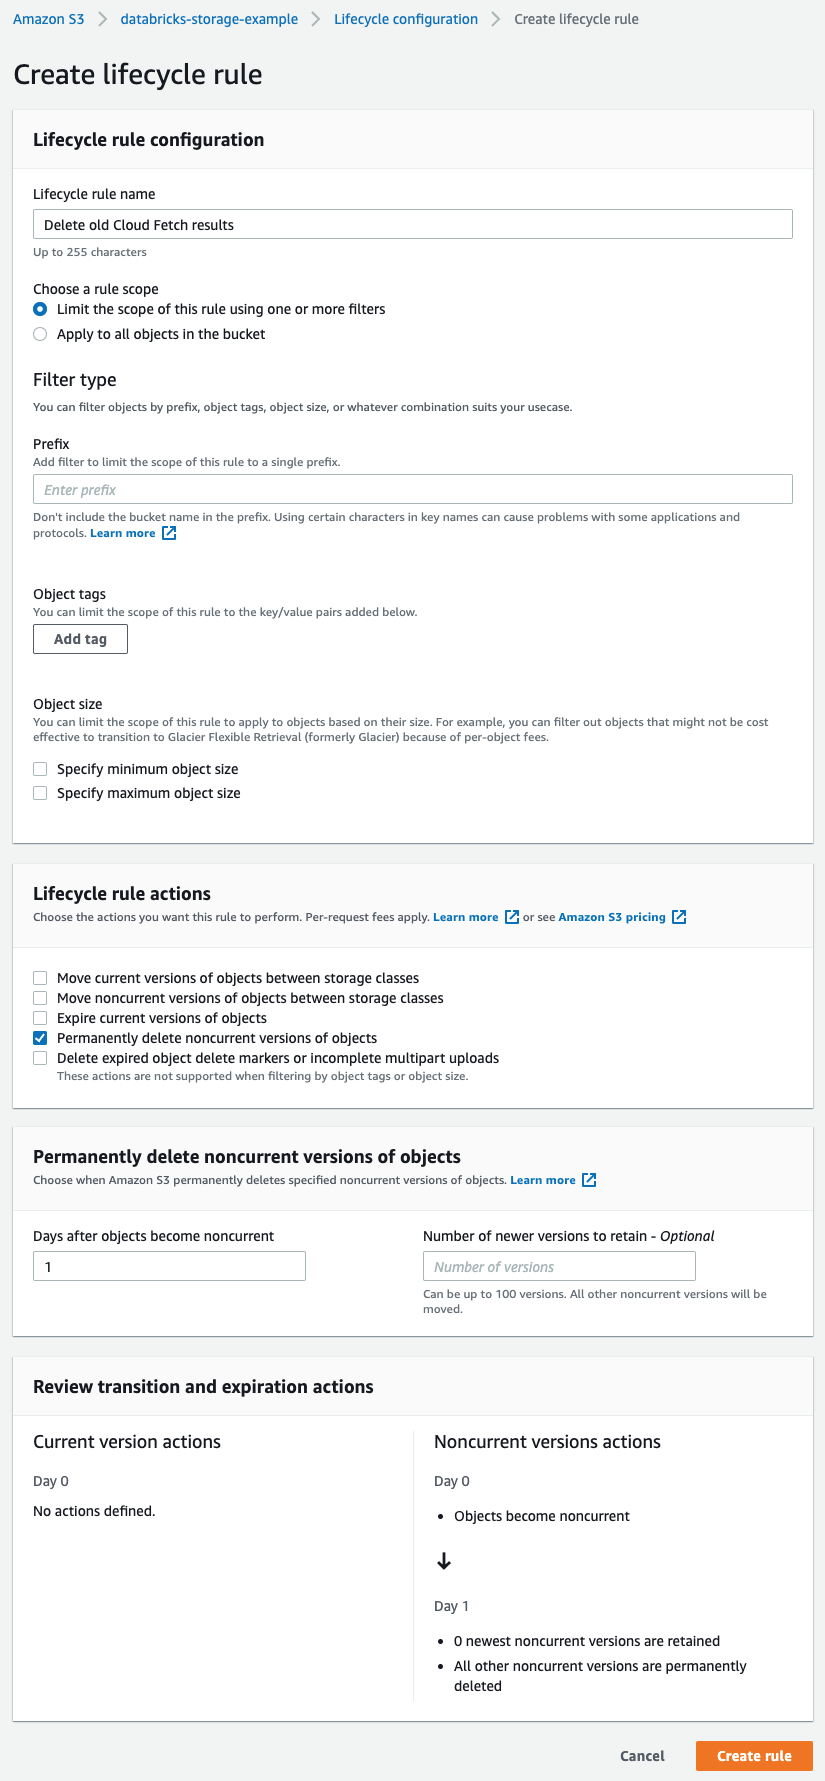 Amazon S3 > databricks-storage-example > Lifecycle configuration > Create lifecycle rule
Create lifecycle rule
Lifecycle rule configuration
Lifecycle rule name
Delete old Cloud Fetch results
Up to 255 characters
Choose a rule scope
Limit the scope of this rule using one or more filters
Apply to all objects in the bucket
Filter type
You can filter objects by prefix, object tags, object size, or whatever combination suits your usecase.
Prefix
Add filter to limit the scope of this rule to a single prefix.
Enter prefix
Don't include the bucket name in the prefix. Using certain characters in key names can cause problems with some applications and
protocols. Learn more
Object tags
You can limit the scope of this rule to the key/value pairs added below.
Add tag
Object size
You can limit the scope of this rule to apply to objects based on their size. For example, you can filter out objects that might not be cost
effective to transition to Glacier Flexible Retrieval (formerly Glacier) because of per-object fees.
Specify minimum object size
Specify maximum object size
Lifecycle rule actions
Choose the actions you want this rule to perform. Per-request fees apply. Learn more or see Amazon S3 pricing
Move current versions of objects between storage classes
Move noncurrent versions of objects between storage classes
Expire current versions of objects
Permanently delete noncurrent versions of objects
Delete expired object delete markers or incomplete multipart uploads
These actions are not supported when filtering by object tags or object size.
Permanently delete noncurrent versions of objects
Choose when Amazon S3 permanently deletes specified noncurrent versions of objects. Learn more
Days after objects become noncurrent
1
Number of newer versions to retain - Optional
Number of versions
Can be up to 100 versions. All other noncurrent versions will be
moved.
Review transition and expiration actions
Current version actions
Day 0
No actions defined.
Noncurrent versions actions
Day 0
• Objects become noncurrent
↓
Day 1
• 0 newest noncurrent versions are retained
• All other noncurrent versions are permanently
deleted
Cancel
Create rule